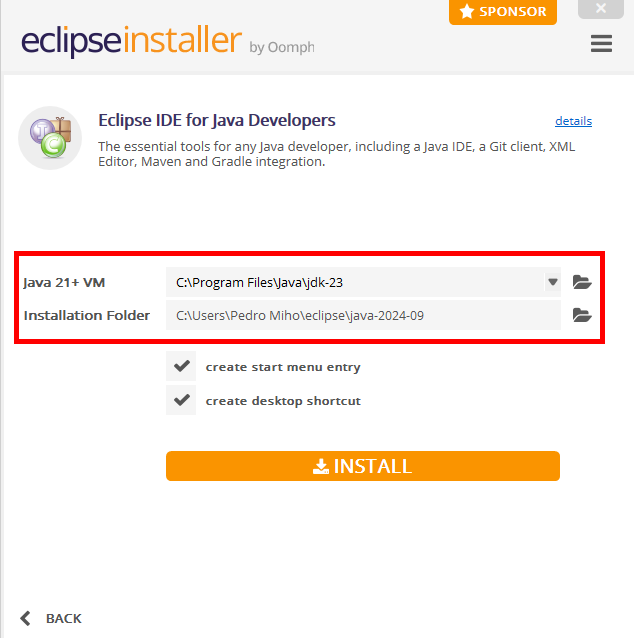 SPONSOR
eclipseinstaller by Oomph
Eclipse IDE for Java Developers details
The essential tools for any Java developer, including a Java IDE, a Git client, XML
Editor, Maven and Gradle integration.
Java 21+ VM C:\Program Files\Java\jdk-23
Installation Folder C:\Users\Pedro Miho\eclipse\java-2024-09
create start menu entry
create desktop shortcut
INSTALL
BACK